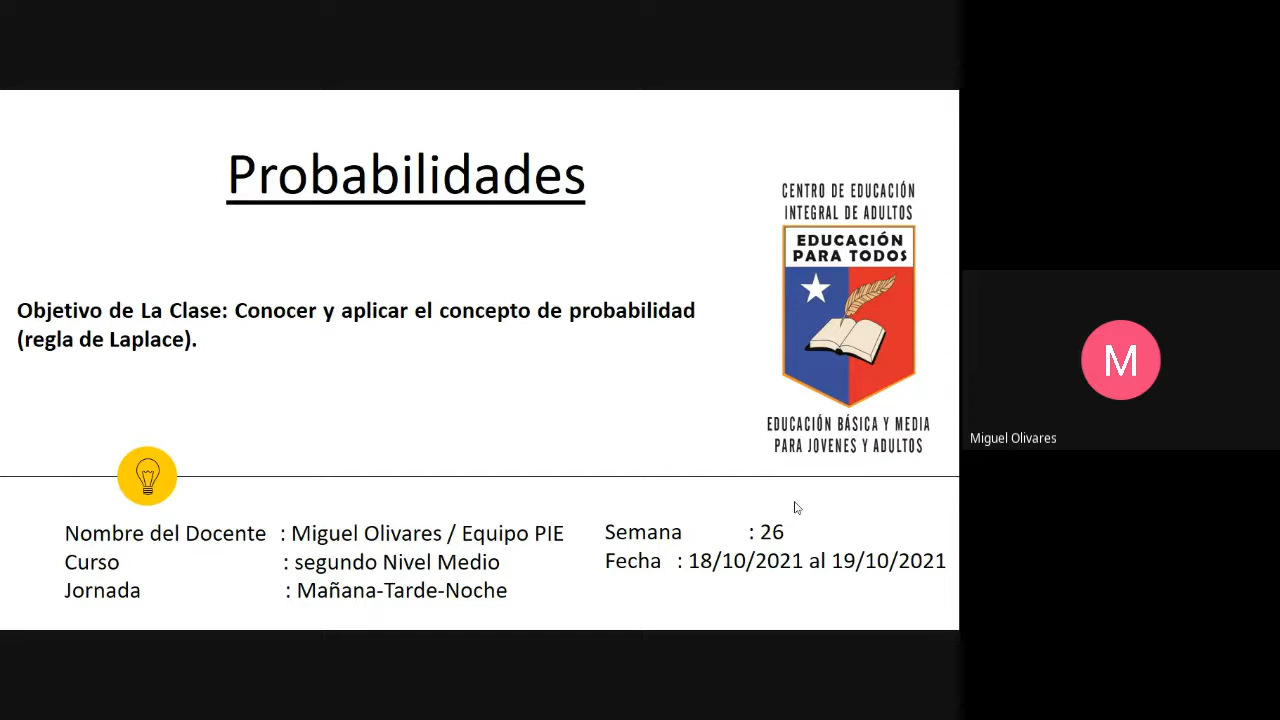 Probabilidades
CENTRO DE EDUCACIÓN
INTEGRAL DE ADULTOS
EDUCACIÓN
PARA TODOS
Objetivo de La Clase: Conocer y aplicar el concepto de probabilidad
(regla de Laplace).
EDUCACIÓN BÁSICA Y MEDIA
PARA JOVENES Y ADULTOS
M
Miguel Olivares
Nombre del Docente : Miguel Olivares / Equipo PIE
Curso : segundo Nivel Medio
Jornada : Mañana-Tarde-Noche
Semana : 26
Fecha : 18/10/2021 al 19/10/2021